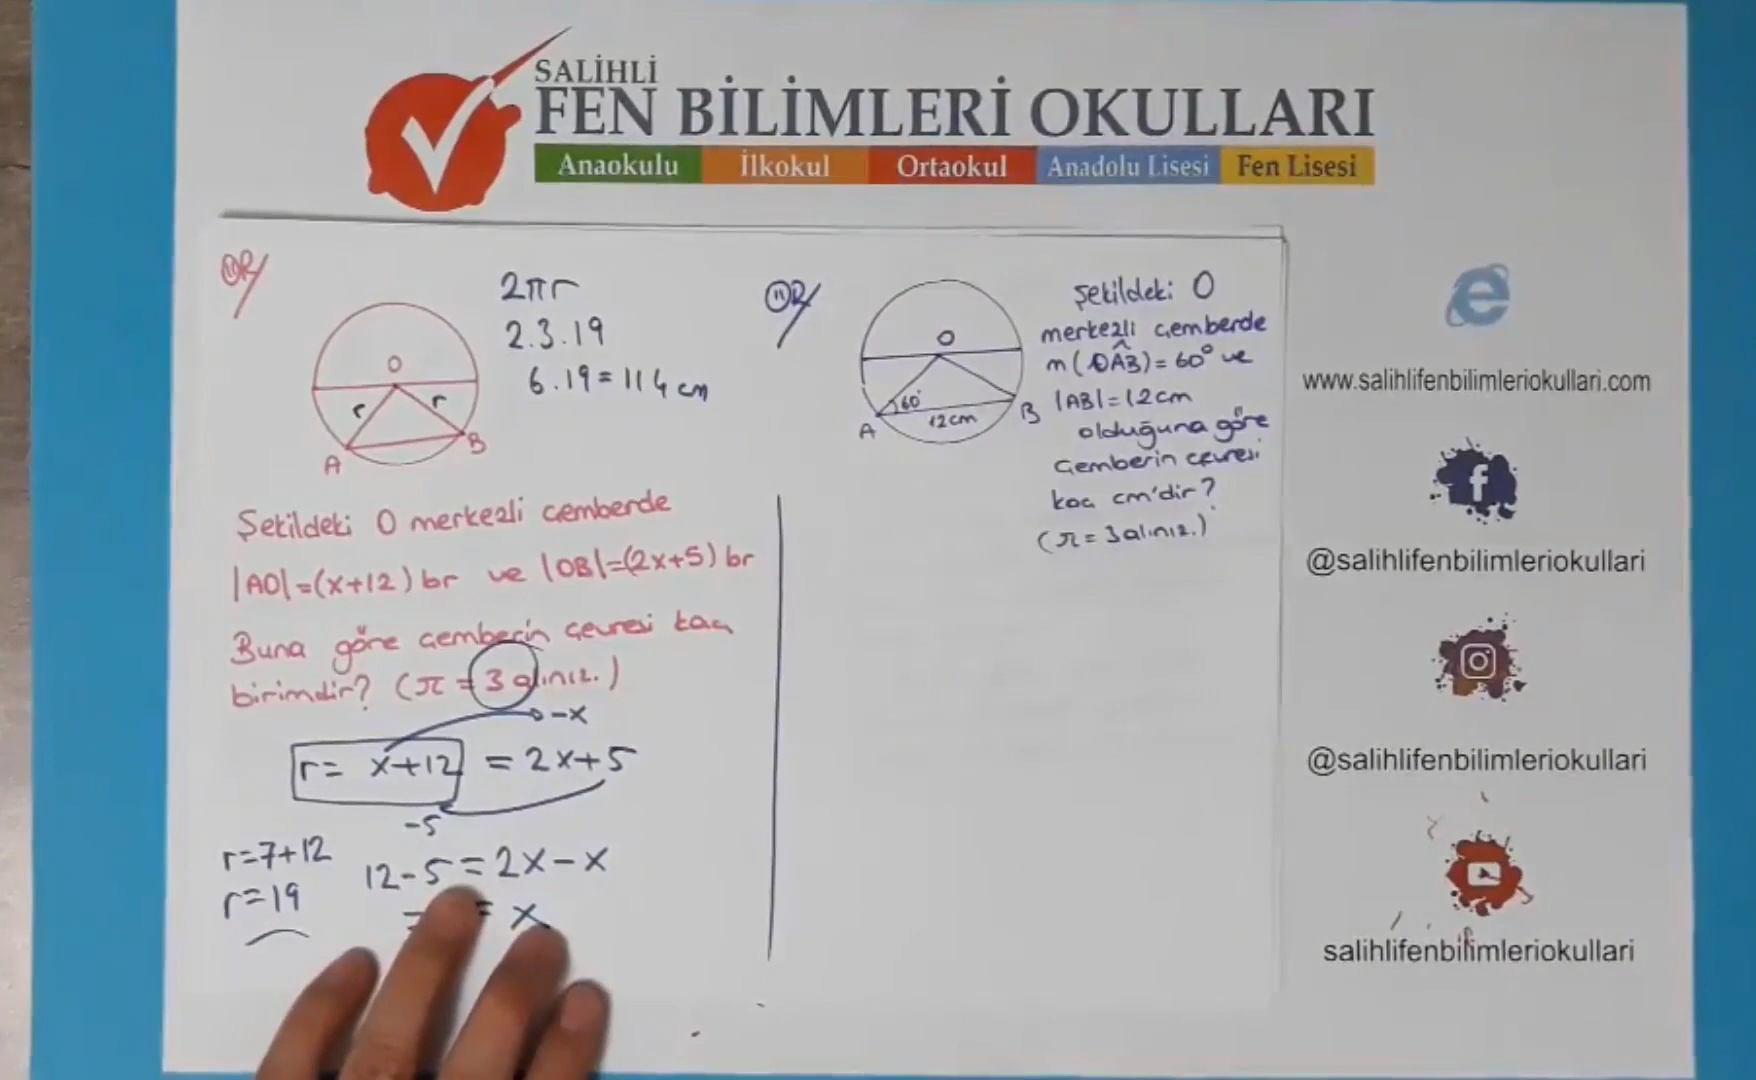 SALİHLİ
FEN BİLİMLERİ OKULLARI
Anaokulu İlkokul Ortaokul Anadolu Lisesi Fen Lisesi
2πr
2.3.19
6.19=114 cm
O
r r
A B
Şekildeki O merkezli çemberde
|AO|=(x+12) br ve |OB|=(2x+5) br
Buna göre çemberin çevresi kaç
birimdir? (π=3 alınız.)
-x
r= x+12 = 2x+5
-5
r=7+12
12-5=2x-x
r=19
= x
O
60°
12cm
A B
Şekildeki O
merkezli çemberde
m(OÂB)=60° ve
|AB|=12cm
olduğuna göre
çemberin çevresi
kaç cm'dir?
(π=3 alınız.)
www.salihlifenbilimleriokullari.com
@salihlifenbilimleriokullari
@salihlifenbilimleriokullari
salihlifenbilimleriokullari